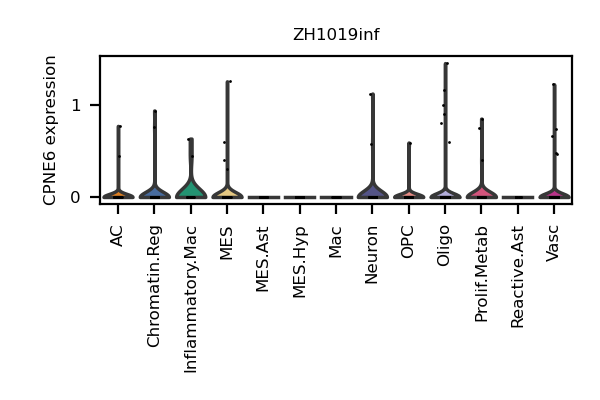 ZH1019inf
CPNE6 expression
1
0
AC
Chromatin.Reg
Inflammatory.Mac
MES
MES.Ast
MES.Hyp
Mac
Neuron
OPC
Oligo
Prolif.Metab
Reactive.Ast
Vasc